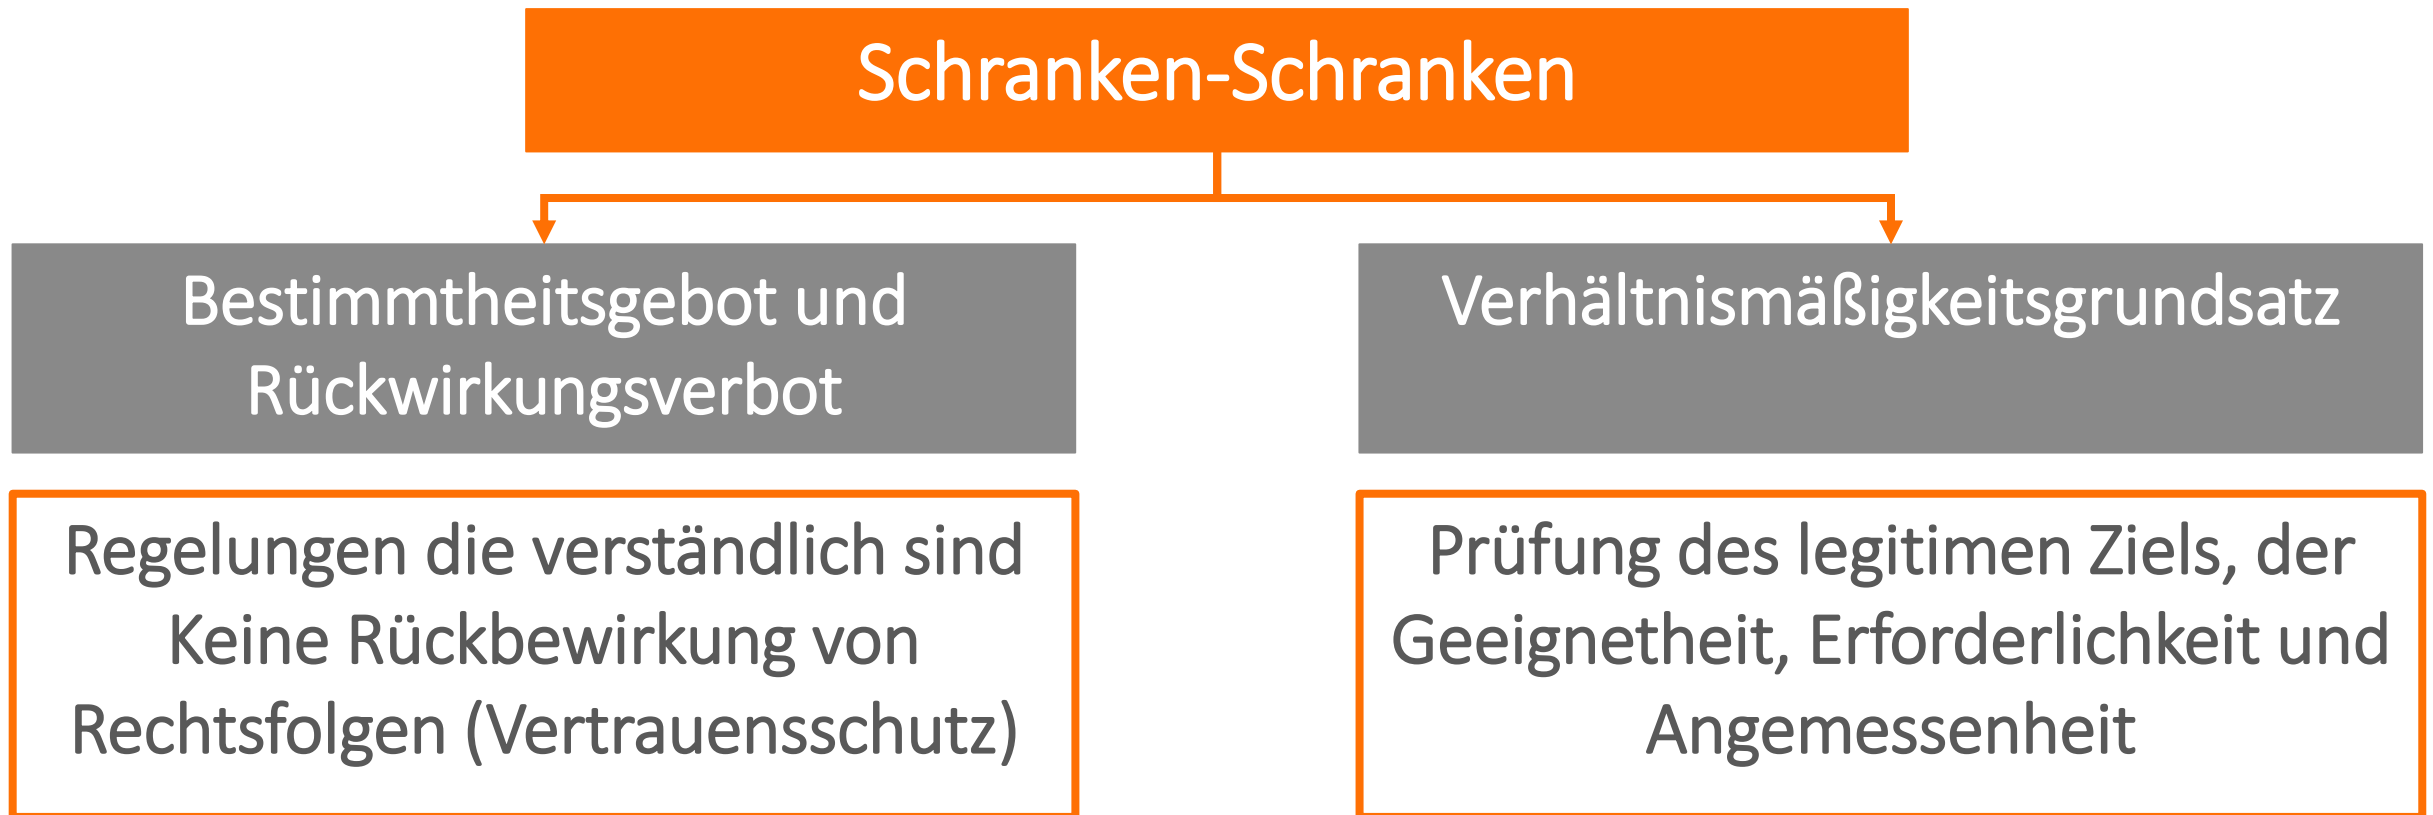 Schranken-Schranken
Bestimmtheitsgebot und
Rückwirkungsverbot
Regelungen die verständlich sind
Keine Rückbewirkung von
Rechtsfolgen (Vertrauensschutz)
Verhältnismäßigkeitsgrundsatz
Prüfung des legitimen Ziels, der
Geeignetheit, Erforderlichkeit und
Angemessenheit